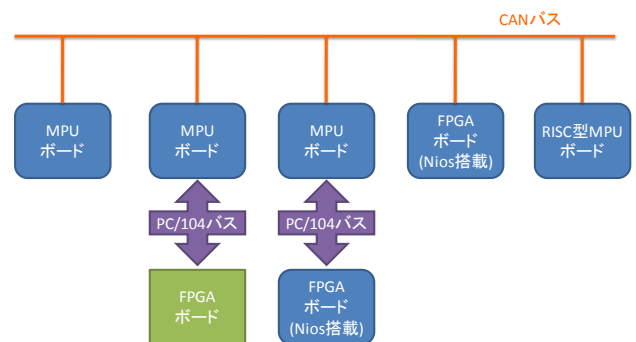 CANバス
MPU
ボード
MPU
ボード
MPU
ボード
FPGA
ボード
(Nios搭載)
RISC型MPU
ボード
PC/104バス
PC/104バス
FPGA
ボード
FPGA
ボード
(Nios搭載)